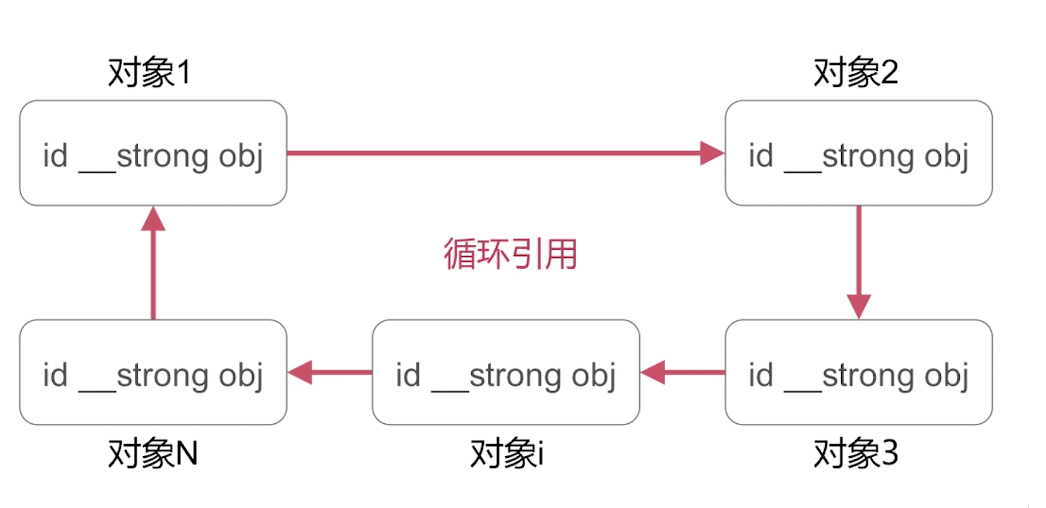 对象1
对象2
id __strong obj
id __strong obj
循环引用
id __strong obj
id __strong obj
id __strong obj
对象N
对象i
对象3